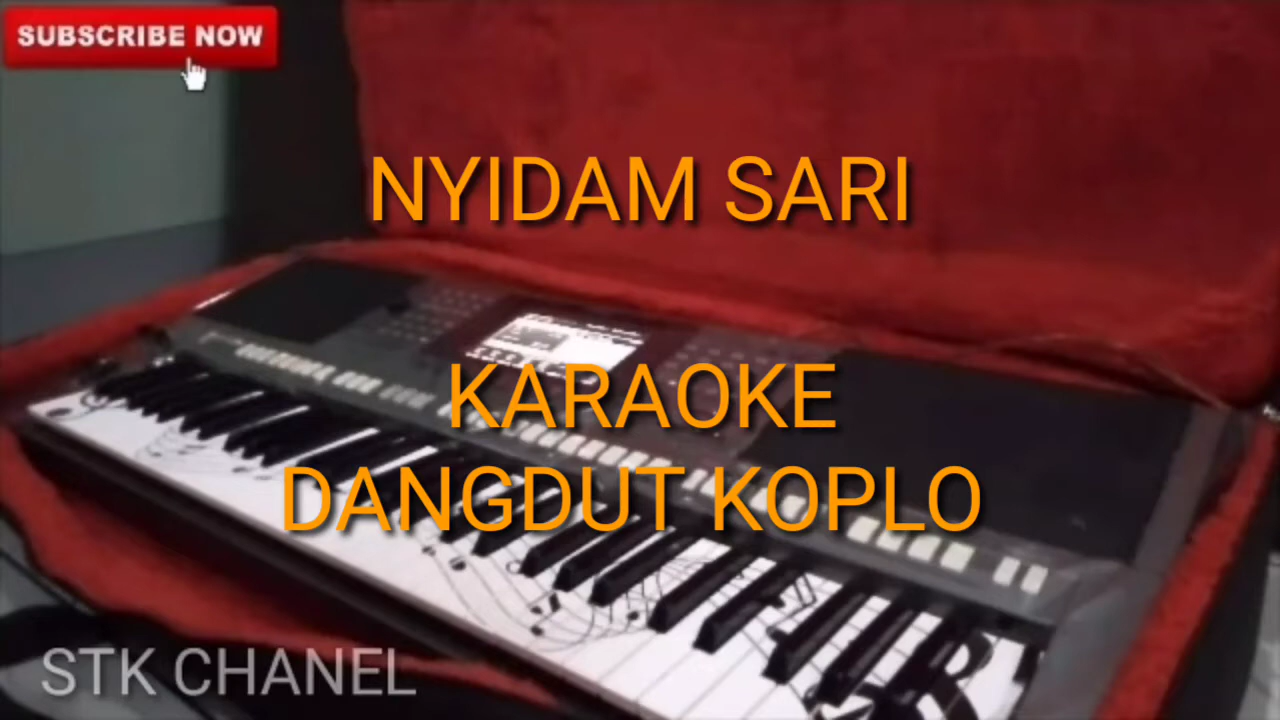 SUBSCRIBE NOW
NYIDAM SARI
KARAOKE
DANGDUT KOPLO
STK CHANEL